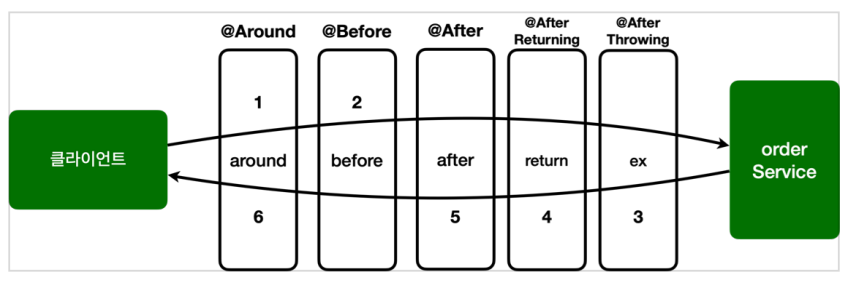 @Around
@Before
@After
@After
Returning
@After
Throwing
1
2
클라이언트
around
before
after
return
ex
order
Service
6
5
4
3